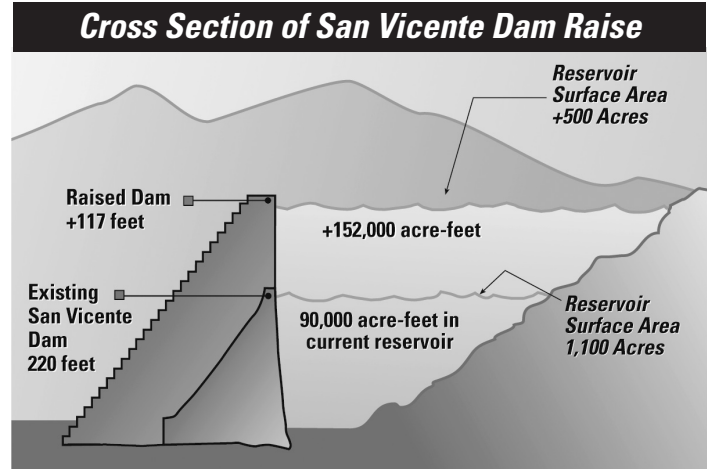 Cross Section of San Vicente Dam Raise
Reservoir
Surface Area
+500 Acres
Raised Dam
+117 feet
+152,000 acre-feet
Existing
San Vicente
Dam
220 feet
90,000 acre-feet in
current reservoir
Reservoir
Surface Area
1,100 Acres